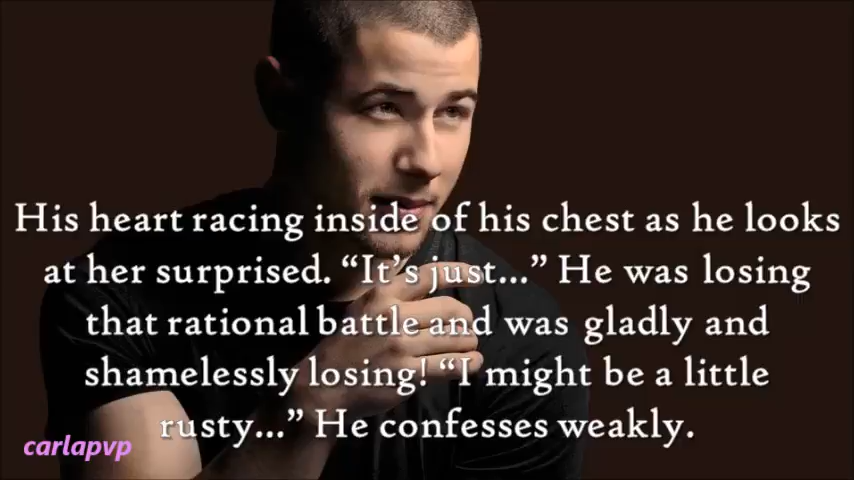 His heart racing inside of his chest as he looks
at her surprised. “It’s just...” He was losing
that rational battle and was gladly and
shamelessly losing! “I might be a little
rusty...” He confesses weakly.
carlapvp